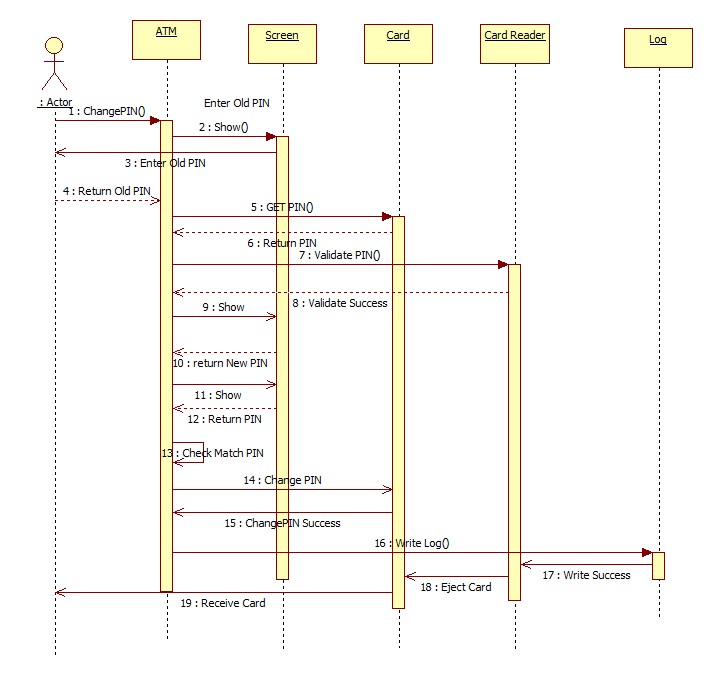 ATM
Screen
Card
Card Reader
Log
: Actor
Enter Old PIN
1 : ChangePIN()
2 : Show()
3 : Enter Old PIN
4 : Return Old PIN
5 : GET PIN()
6 : Return PIN
7 : Validate PIN()
8 : Validate Success
9 : Show
10 : return New PIN
11 : Show
12 : Return PIN
13 : Check Match PIN
14 : Change PIN
15 : ChangePIN Success
16 : Write Log()
17 : Write Success
18 : Eject Card
19 : Receive Card